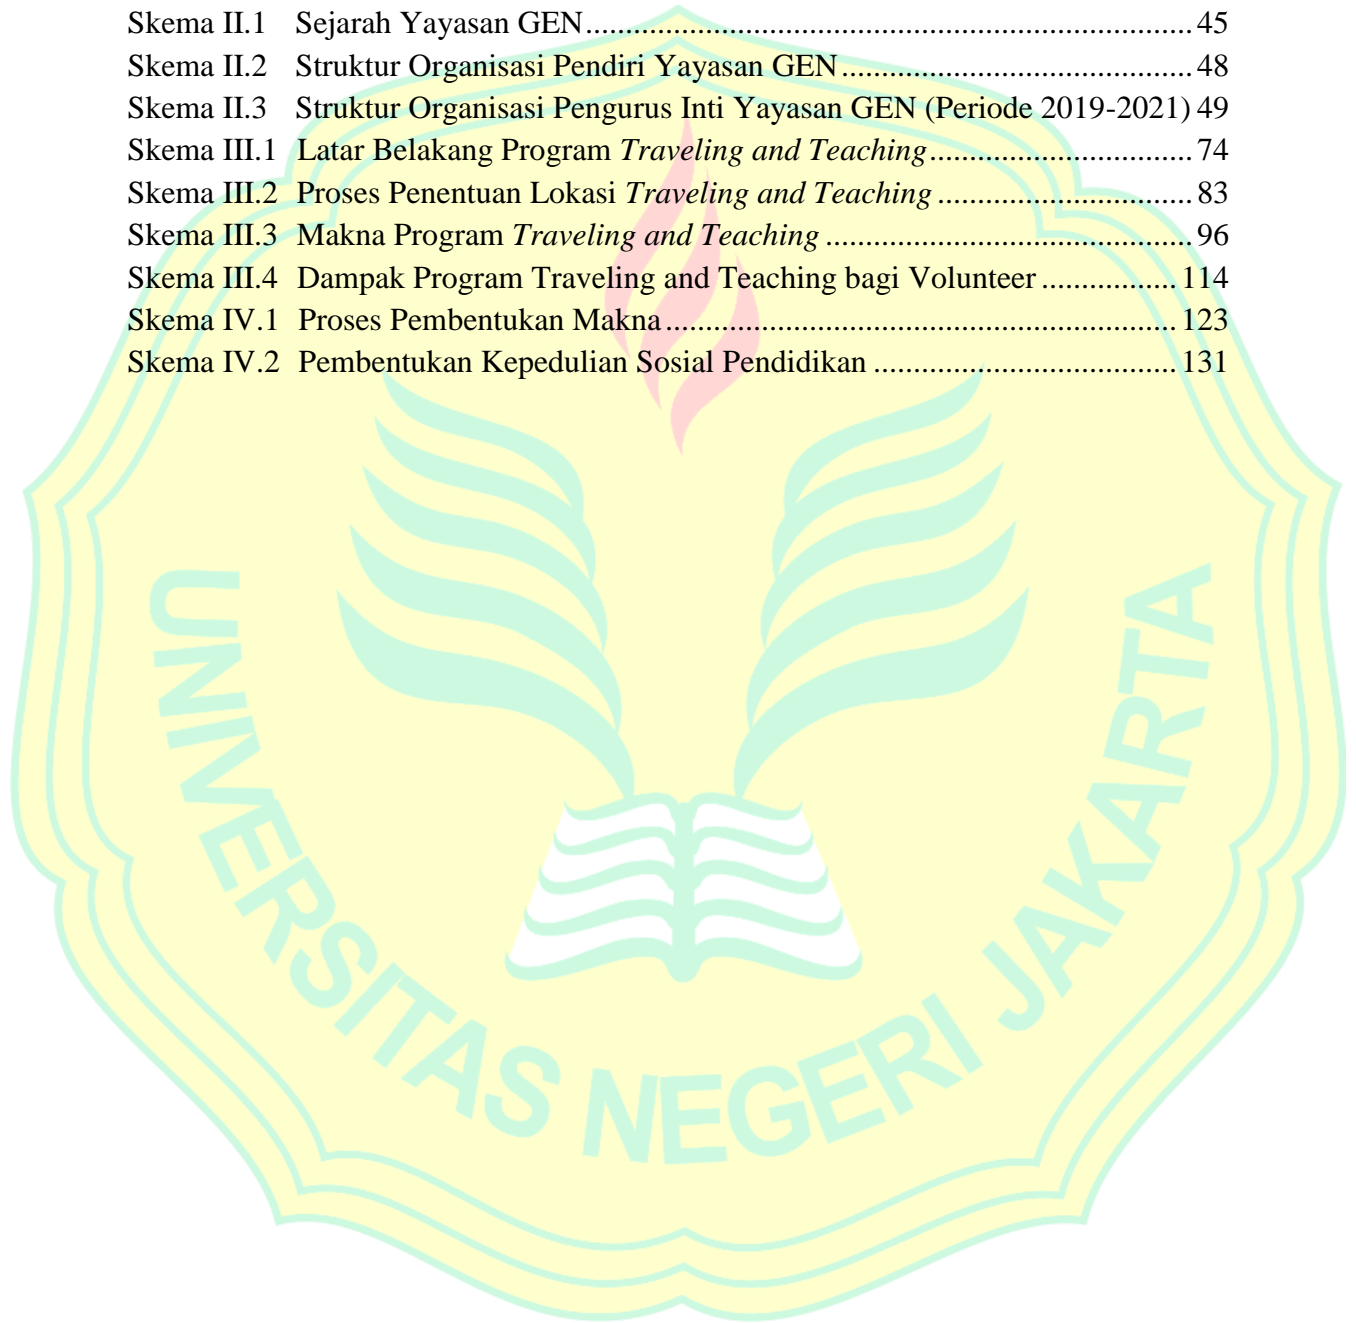 Skema II.1 Sejarah Yayasan GEN............................................................................ 45
Skema II.2 Struktur Organisasi Pendiri Yayasan GEN............................................ 48
Skema II.3 Struktur Organisasi Pengurus Inti Yayasan GEN (Periode 2019-2021) 49
Skema III.1 Latar Belakang Program Traveling and Teaching................................. 74
Skema III.2 Proses Penentuan Lokasi Traveling and Teaching ................................ 83
Skema III.3 Makna Program Traveling and Teaching .............................................. 96
Skema III.4 Dampak Program Traveling and Teaching bagi Volunteer ................. 114
Skema IV.1 Proses Pembentukan Makna................................................................ 123
Skema IV.2 Pembentukan Kepedulian Sosial Pendidikan ...................................... 131
UNIVERSITAS NEGERI JAKARTA